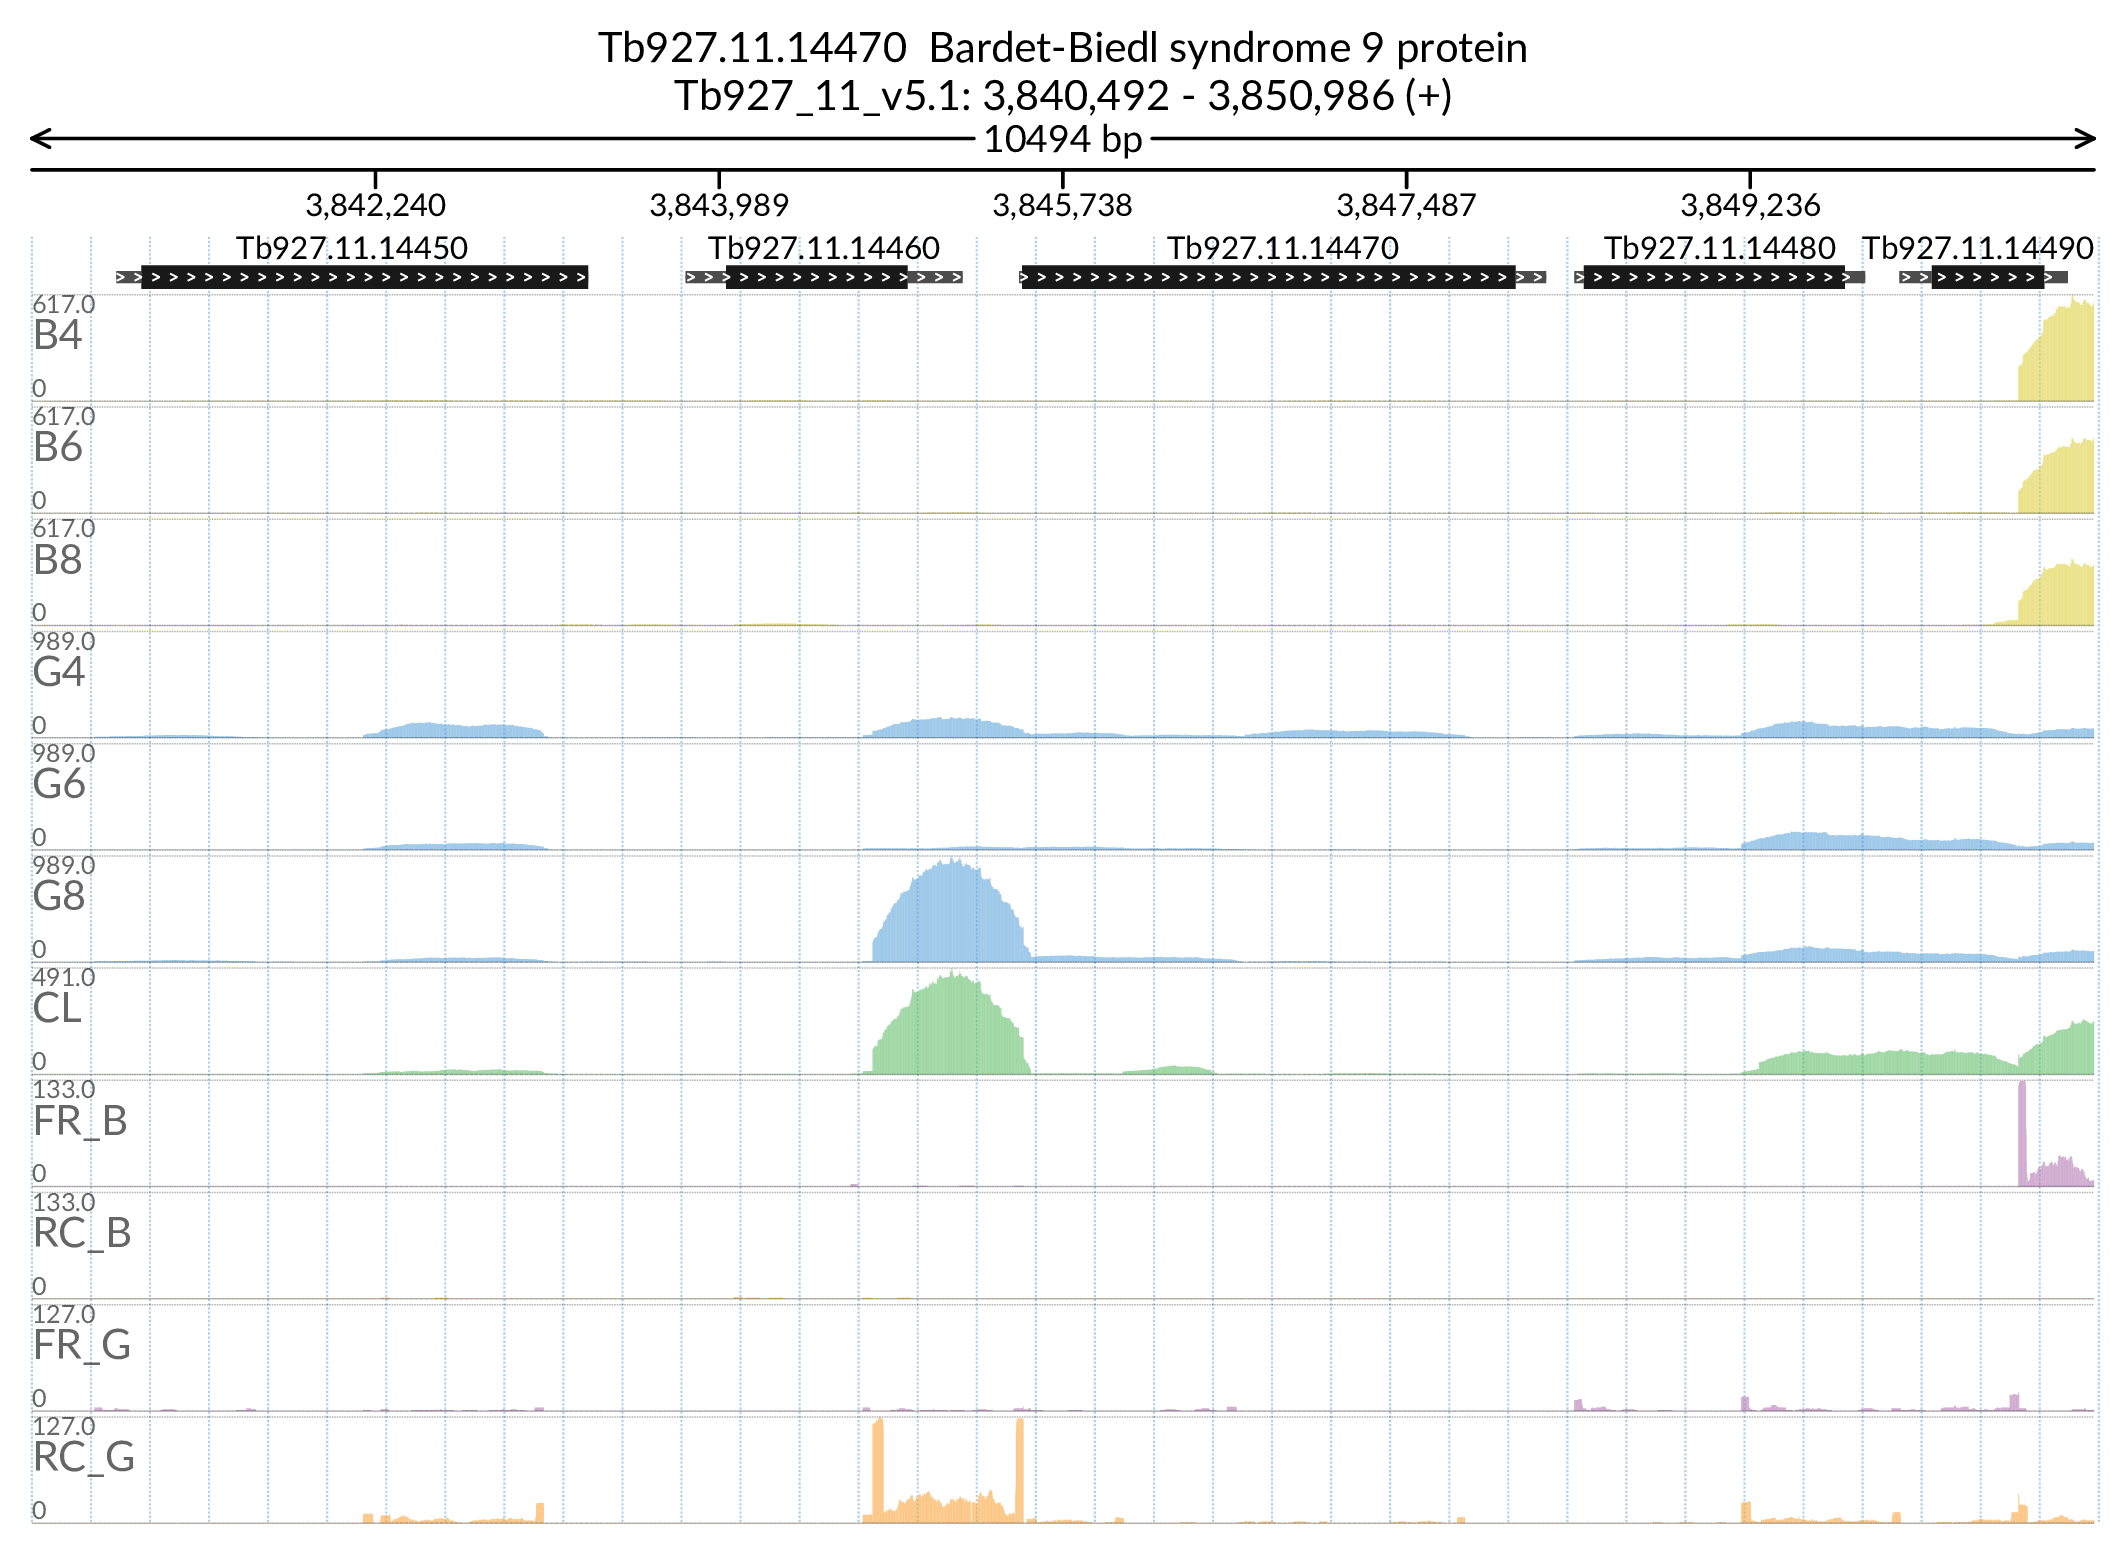 Tb927.11.14470  Bardet-Biedl syndrome 9 protein
Tb927_11_v5.1: 3,840,492 - 3,850,986 (+)
10494 bp
3,842,240 3,843,989 3,845,738 3,847,487 3,849,236
Tb927.11.14450 Tb927.11.14460 Tb927.11.14470 Tb927.11.14480 Tb927.11.14490
617.0
B4
0
617.0
B6
0
617.0
B8
0
989.0
G4
0
989.0
G6
0
989.0
G8
0
491.0
CL
0
133.0
FR_B
0
133.0
RC_B
0
127.0
FR_G
0
127.0
RC_G
0